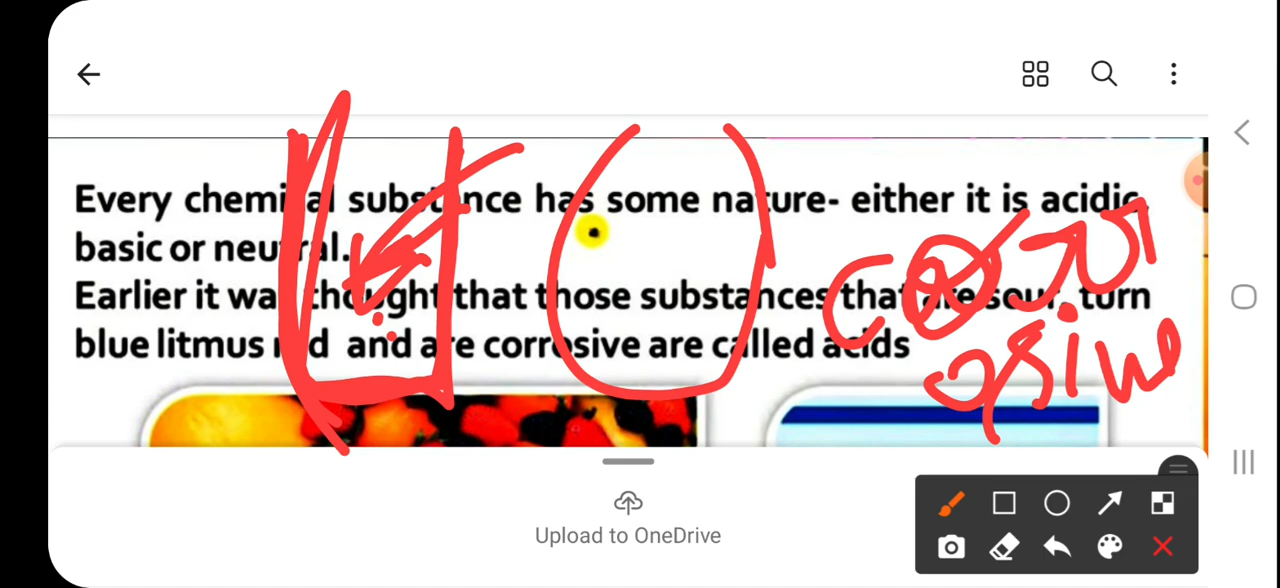 Every chemical substance has some nature- either it is acidic,
basic or neutral.
Earlier it was thought that those substances that are sour, turn
blue litmus red and are corrosive are called acids
Upload to OneDrive